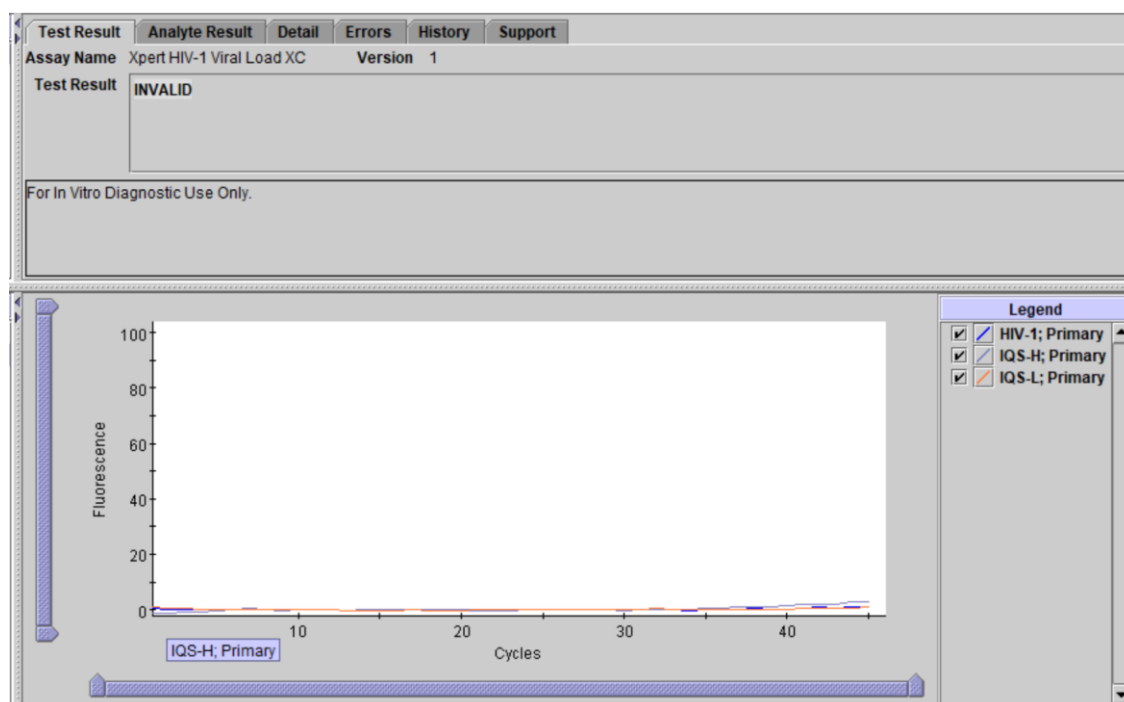 Test Result Analyte Result Detail Errors History Support
Assay Name Xpert HIV-1 Viral Load XC Version 1
Test Result INVALID
For In Vitro Diagnostic Use Only.
Legend
HIV-1; Primary
IQS-H; Primary
IQS-L; Primary
100
80
60
40
20
0
Fluorescence
10 20 30 40
IQS-H; Primary
Cycles